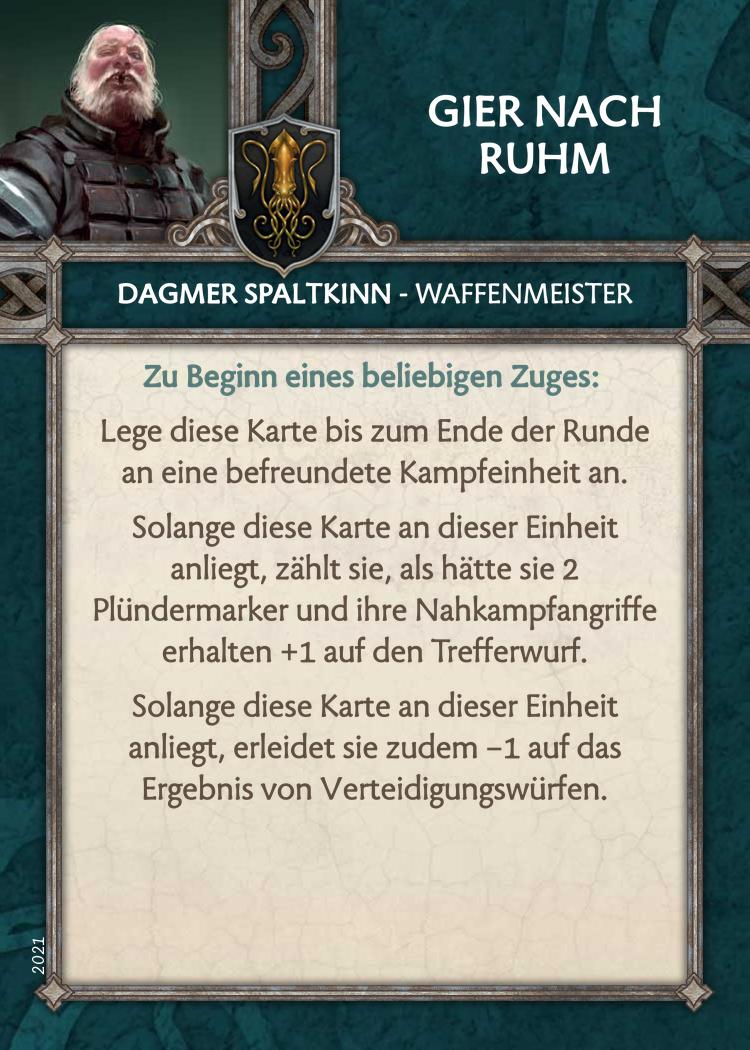 GIER NACH
RUHM
DAGMER SPALTKINN - WAFFENMEISTER
Zu Beginn eines beliebigen Zuges:
Lege diese Karte bis zum Ende der Runde
an eine befreundete Kampfeinheit an.
Solange diese Karte an dieser Einheit
anliegt, zählt sie, als hätte sie 2
Plündermarker und ihre Nahkampfangriffe
erhalten +1 auf den Trefferwurf.
Solange diese Karte an dieser Einheit
anliegt, erleidet sie zudem −1 auf das
Ergebnis von Verteidigungswürfen.
2021